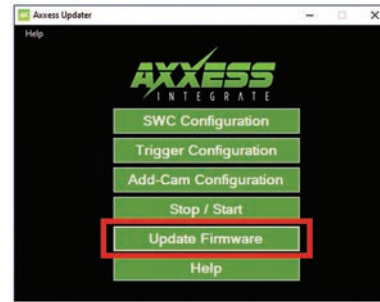 Axxess Updater
Help
AXXESS
INTEGRATE
SWC Configuration
Trigger Configuration
Add-Cam Configuration
Stop / Start
Update Firmware
Help